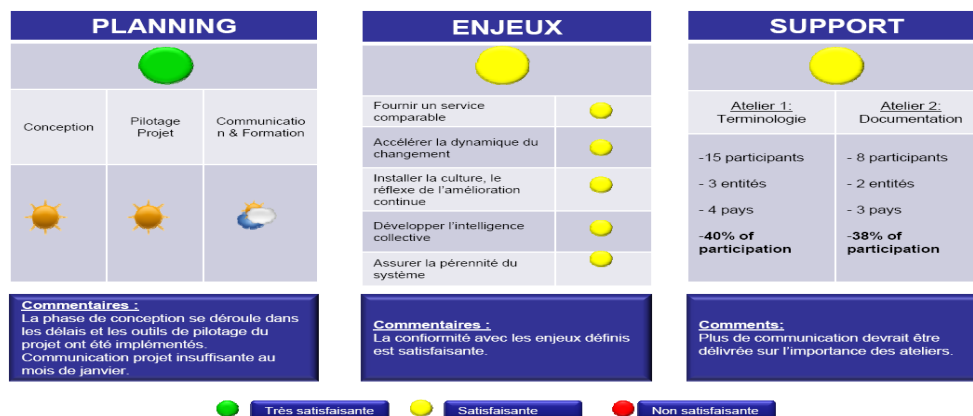 PLANNING
Conception
Pilotage
Projet
Communicatio
n & Formation
Commentaires :
La phase de conception se déroule dans
les délais et les outils de pilotage du
projet ont été implémentés.
Communication projet insuffisante au
mois de janvier.
ENJEUX
Fournir un service
comparable
Accélérer la dynamique du
changement
Installer la culture, le
réflexe de l'amélioration
continue
Développer l'intelligence
collective
Assurer la pérennité du
système
Commentaires :
La conformité avec les enjeux définis
est satisfaisante.
SUPPORT
Atelier 1:
Terminologie
-15 participants
- 3 entités
- 4 pays
-40% of
participation
Atelier 2:
Documentation
- 8 participants
- 2 entités
- 3 pays
-38% of
participation
Comments:
Plus de communication devrait être
délivrée sur l'importance des ateliers.
Très satisfaisante
Satisfaisante
Non satisfaisante